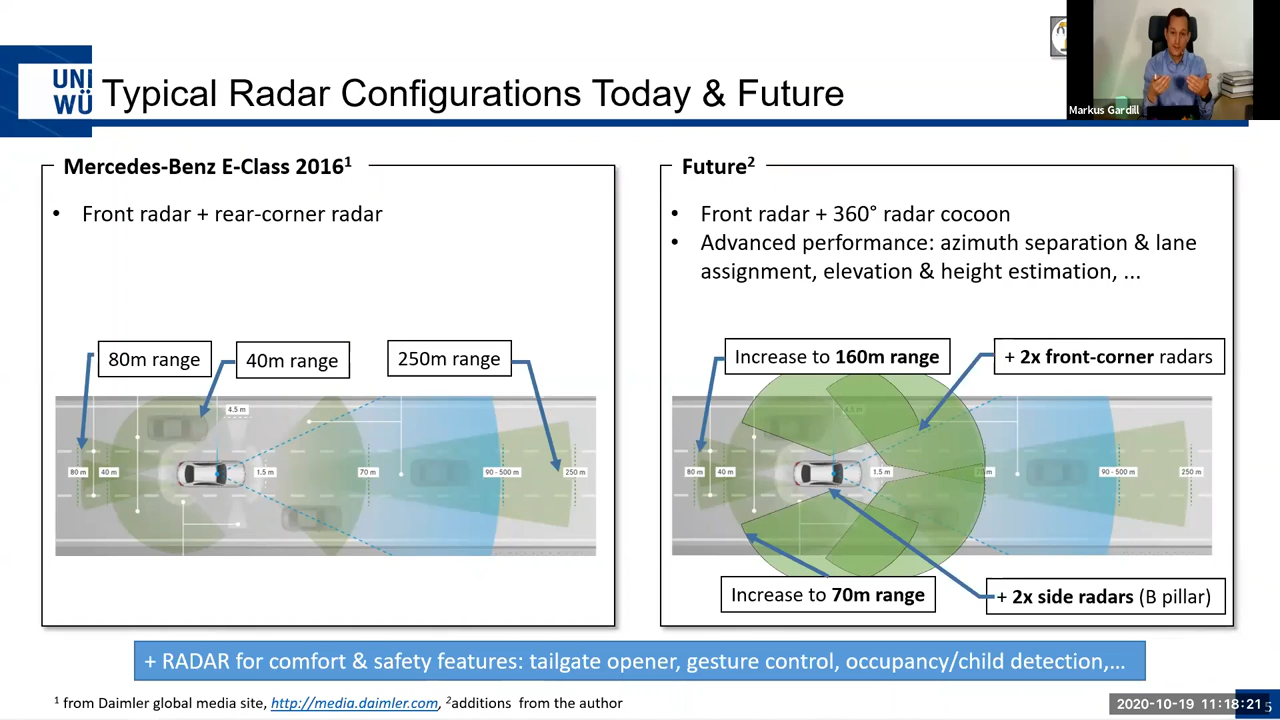 Markus Gardill
UNI
WÜ
Typical Radar Configurations Today & Future
Mercedes-Benz E-Class 2016¹
• Front radar + rear-corner radar
80m range
40m range
250m range
4.5 m
80 m
40 m
1.5 m
70 m
90 - 500 m
250 m
Future²
• Front radar + 360° radar cocoon
• Advanced performance: azimuth separation & lane
assignment, elevation & height estimation, ...
Increase to 160m range
+ 2x front-corner radars
4.5 m
80 m
40 m
1.5 m
90 - 500 m
250 m
Increase to 70m range
+ 2x side radars (B pillar)
+ RADAR for comfort & safety features: tailgate opener, gesture control, occupancy/child detection,...
¹ from Daimler global media site, http://media.daimler.com, ²additions from the author
2020-10-19 11:18:21
5